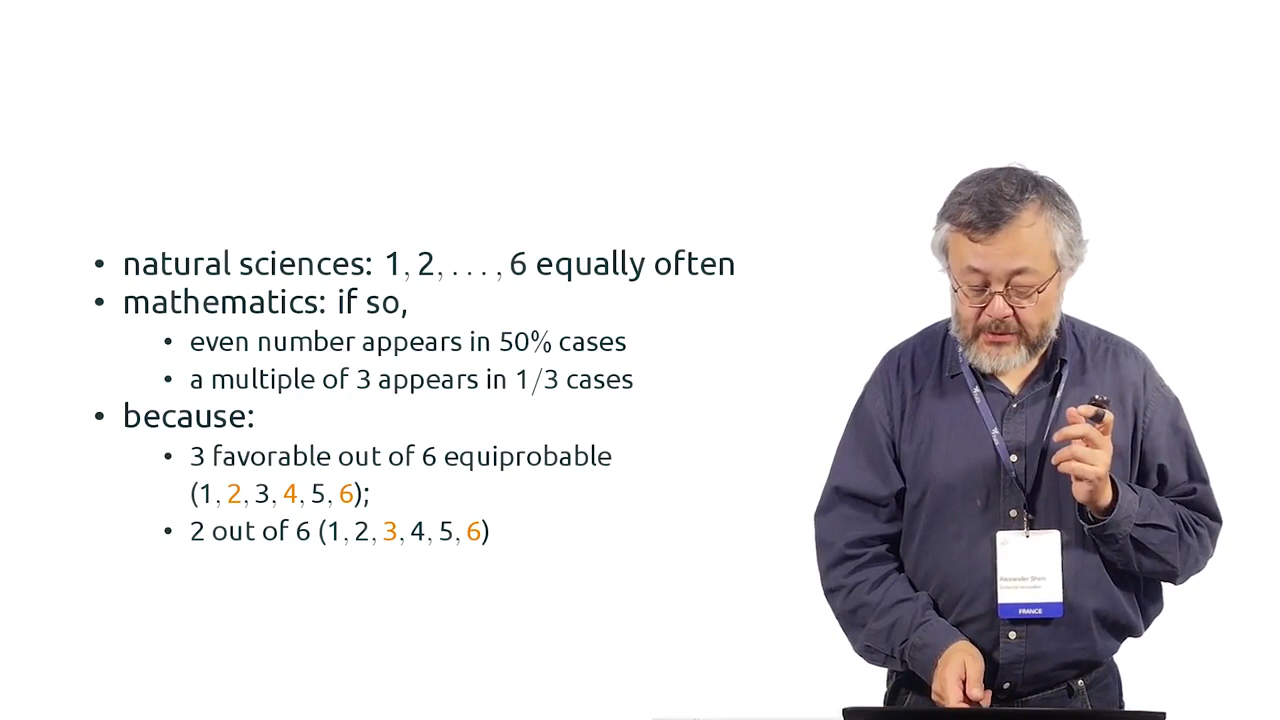 • natural sciences: 1, 2, . . . , 6 equally often
• mathematics: if so,
• even number appears in 50% cases
• a multiple of 3 appears in 1/3 cases
• because:
• 3 favorable out of 6 equiprobable
(1, 2, 3, 4, 5, 6);
• 2 out of 6 (1, 2, 3, 4, 5, 6)
Alexander Shen
FRANCE